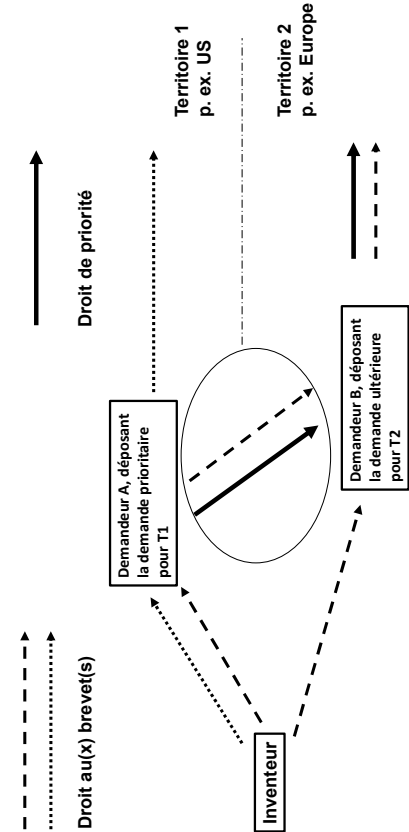 Droit au(x) brevet(s)
Droit de priorité
Inventeur
Demandeur A, déposant
la demande prioritaire
pour T1
Territoire 1
p. ex. US
Demandeur B, déposant
la demande ultérieure
pour T2
Territoire 2
p. ex. Europe